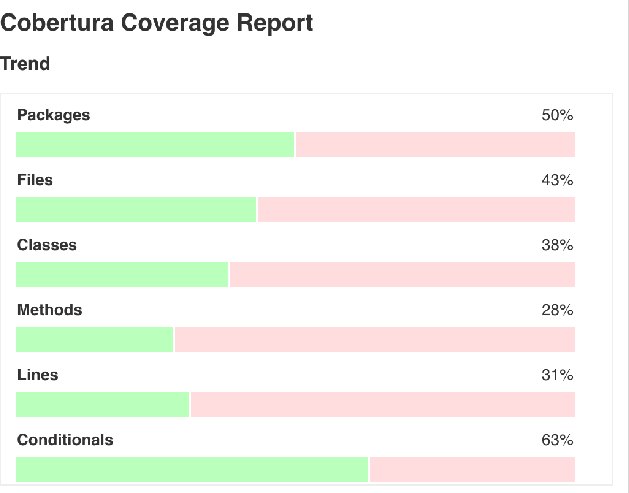 Cobertura Coverage Report
Trend
Packages 50%
Files 43%
Classes 38%
Methods 28%
Lines 31%
Conditionals 63%